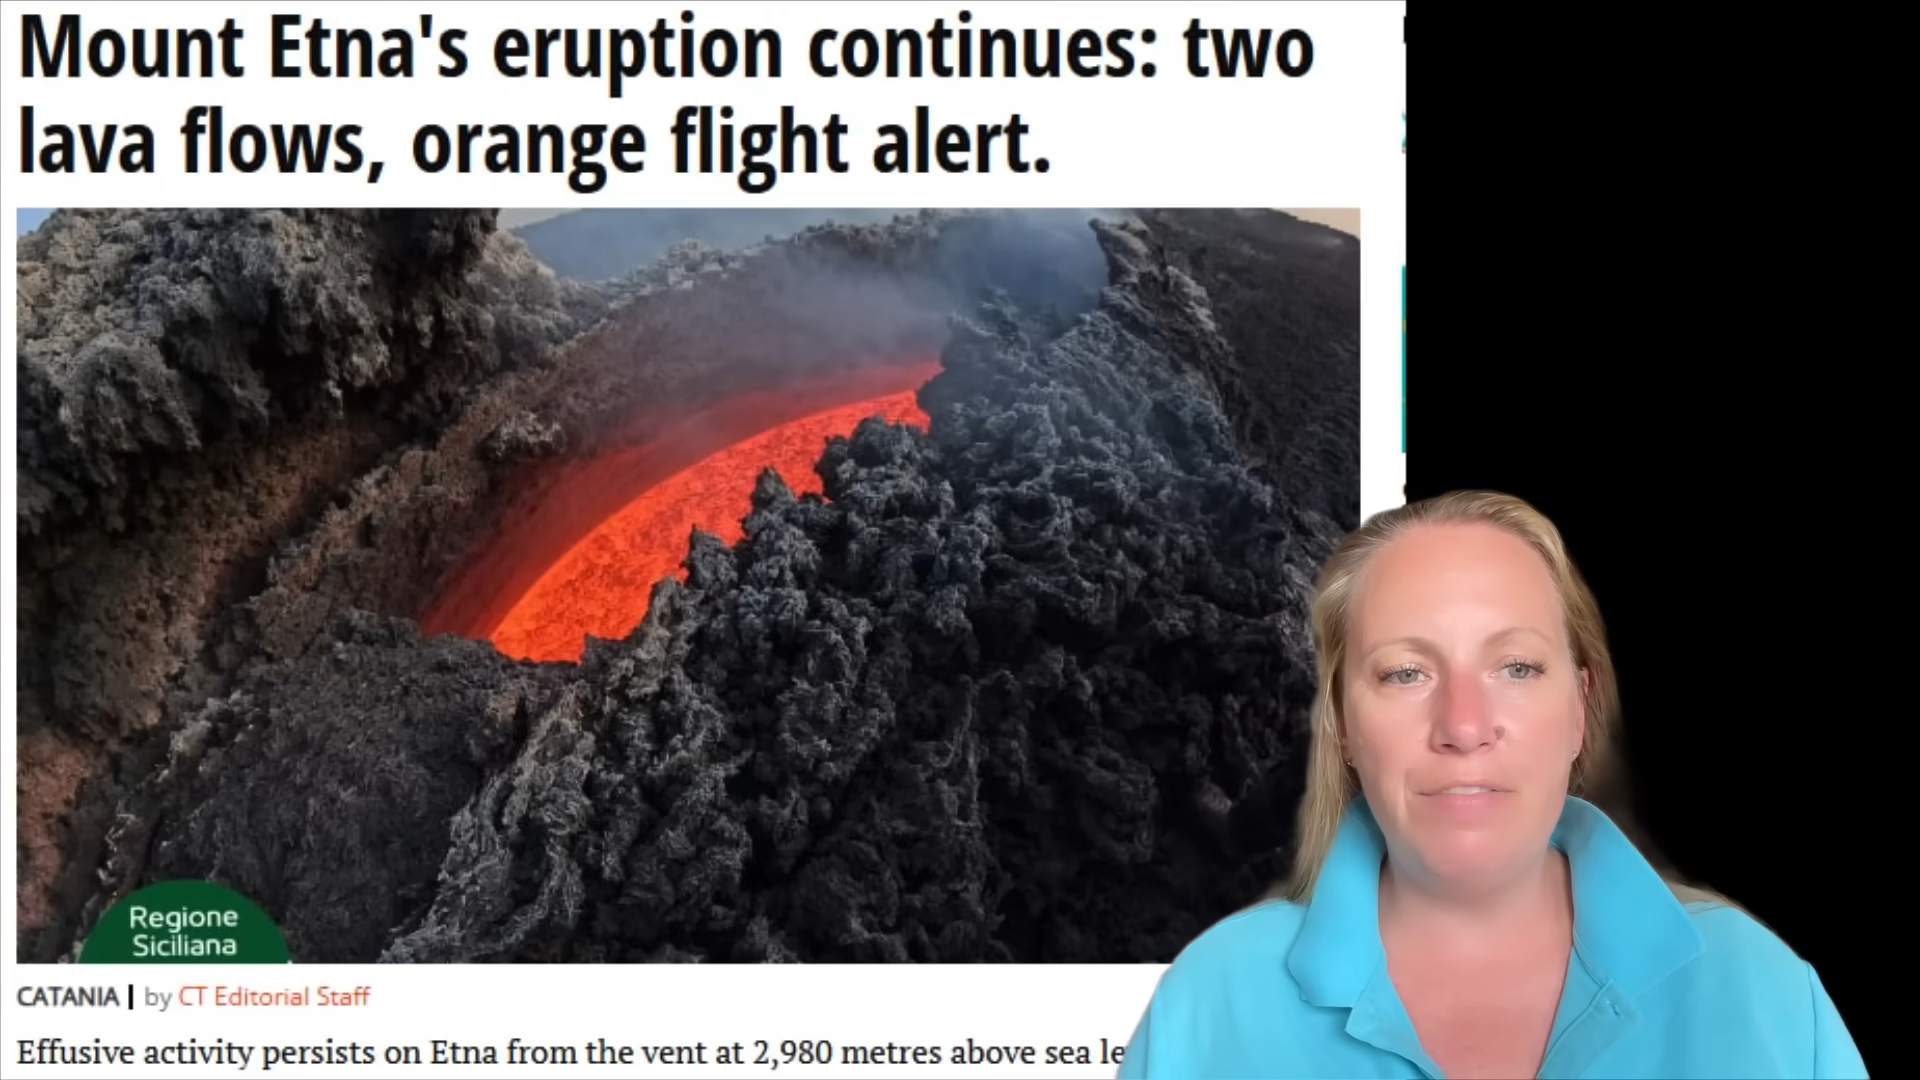 Mount Etna's eruption continues: two
lava flows, orange flight alert.
Regione
Siciliana
CATANIA | by CT Editorial Staff
Effusive activity persists on Etna from the vent at 2,980 metres above sea